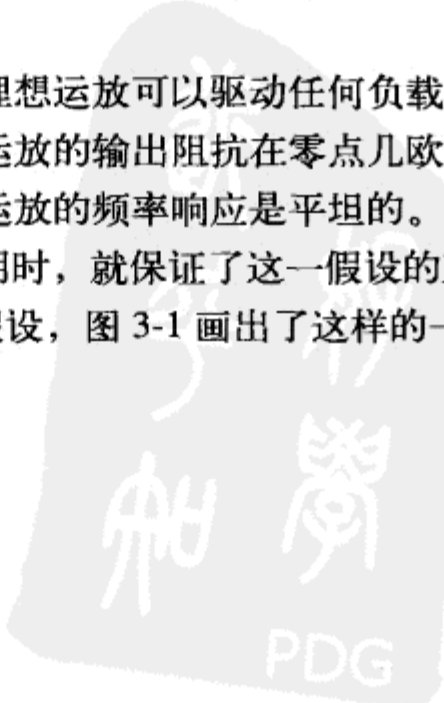 理想运放可以驱动任何负载
运放的输出阻抗在零点几欧
运放的频率响应是平坦的。
时，就保证了这一假设的
设，图 3-1 画出了这样的一
PDG